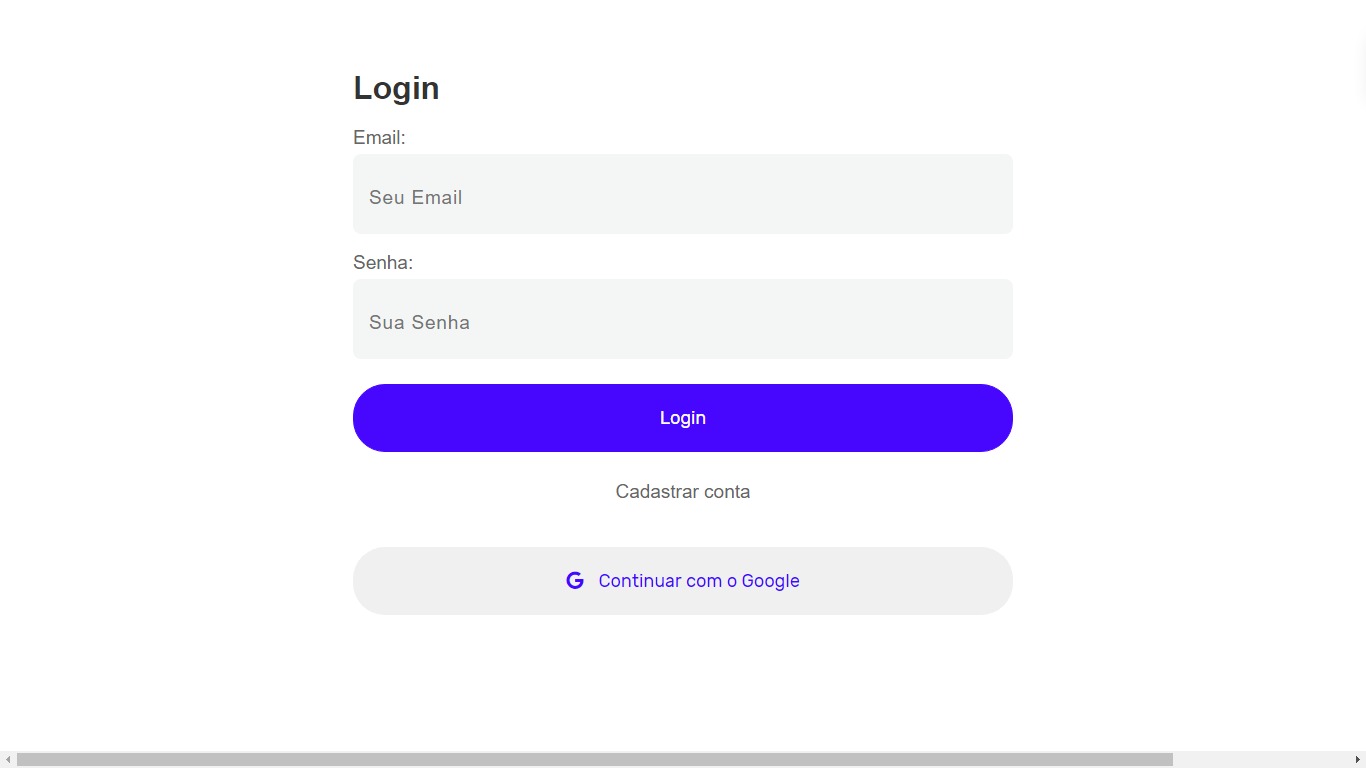 Login
Email:
Seu Email
Senha:
Sua Senha
Login
Cadastrar conta
Continuar com o Google